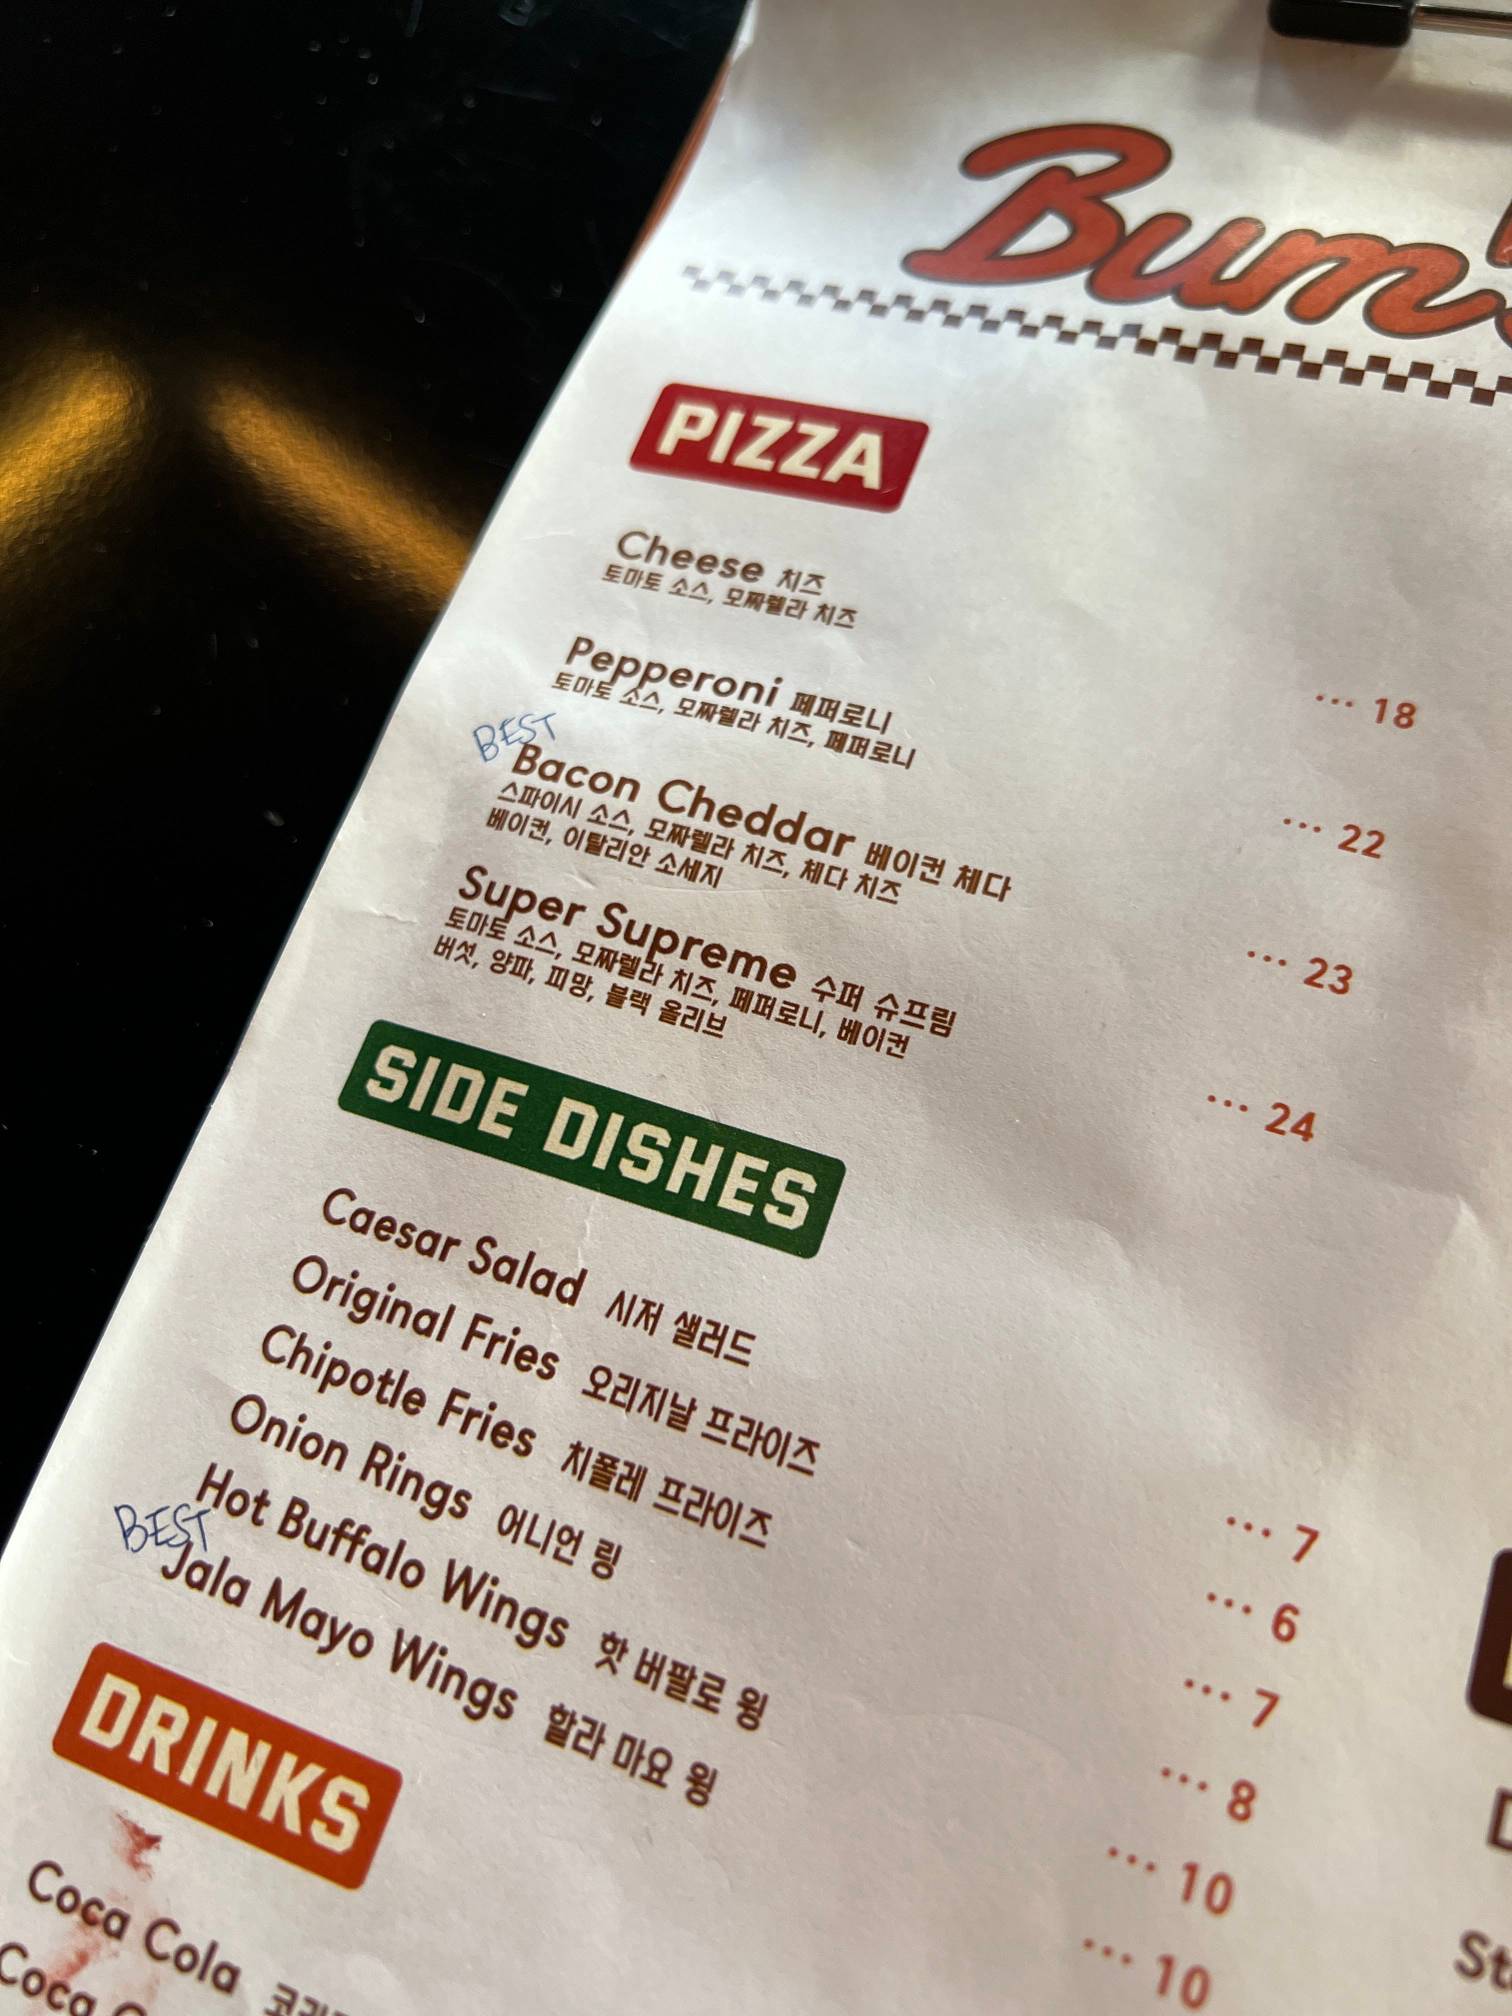 PIZZA
Cheese 치즈 ... 18
토마토 소스, 모짜렐라 치즈
Pepperoni 페퍼로니 ... 22
토마토 소스, 모짜렐라 치즈, 페퍼로니
BEST
Bacon Cheddar 베이컨 체다 ... 23
스파이시 소스, 모짜렐라 치즈, 체다 치즈
베이컨, 이탈리안 소세지
Super Supreme 수퍼 슈프림 ... 24
토마토 소스, 모짜렐라 치즈, 페퍼로니, 베이컨
버섯, 양파, 피망, 블랙 올리브
SIDE DISHES
Caesar Salad 시저 샐러드 ... 7
Original Fries 오리지날 프라이즈 ... 6
Chipotle Fries 치폴레 프라이즈 ... 7
Onion Rings 어니언 링 ... 8
Hot Buffalo Wings 핫 버팔로 윙 ... 10
BEST
Jala Mayo Wings 할라 마요 윙 ... 10
DRINKS
Coca Cola
Coca